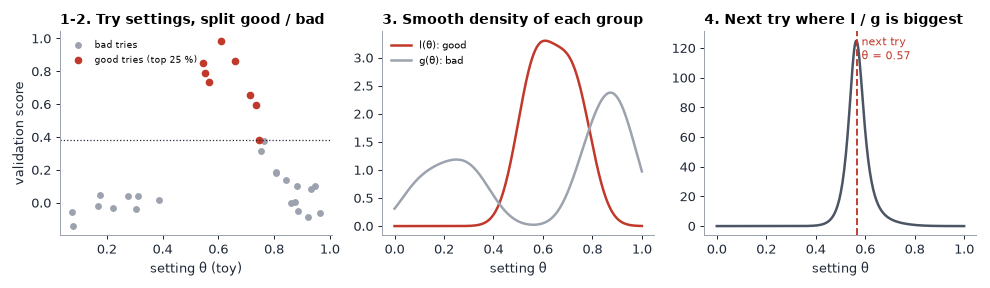 1-2. Try settings, split good / bad
bad tries
good tries (top 25 %)
validation score
1.0
0.8
0.6
0.4
0.2
0.0
0.2
0.4
0.6
0.8
1.0
setting θ (toy)
3. Smooth density of each group
l(θ): good
g(θ): bad
3.0
2.5
2.0
1.5
1.0
0.5
0.0
0.0
0.2
0.4
0.6
0.8
1.0
setting θ
4. Next try where l / g is biggest
next try
θ = 0.57
120
100
80
60
40
20
0
0.0
0.2
0.4
0.6
0.8
1.0
setting θ